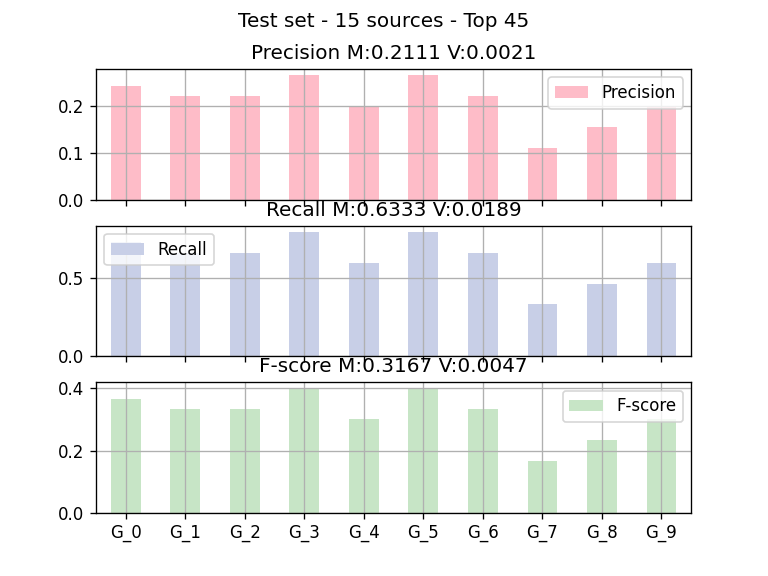 Test set - 15 sources - Top 45
Precision M:0.2111 V:0.0021
Precision
0.2
0.1
0.0
Recall M:0.6333 V:0.0189
Recall
0.5
0.0
F-score M:0.3167 V:0.0047
F-score
0.4
0.2
0.0
G_0 G_1 G_2 G_3 G_4 G_5 G_6 G_7 G_8 G_9